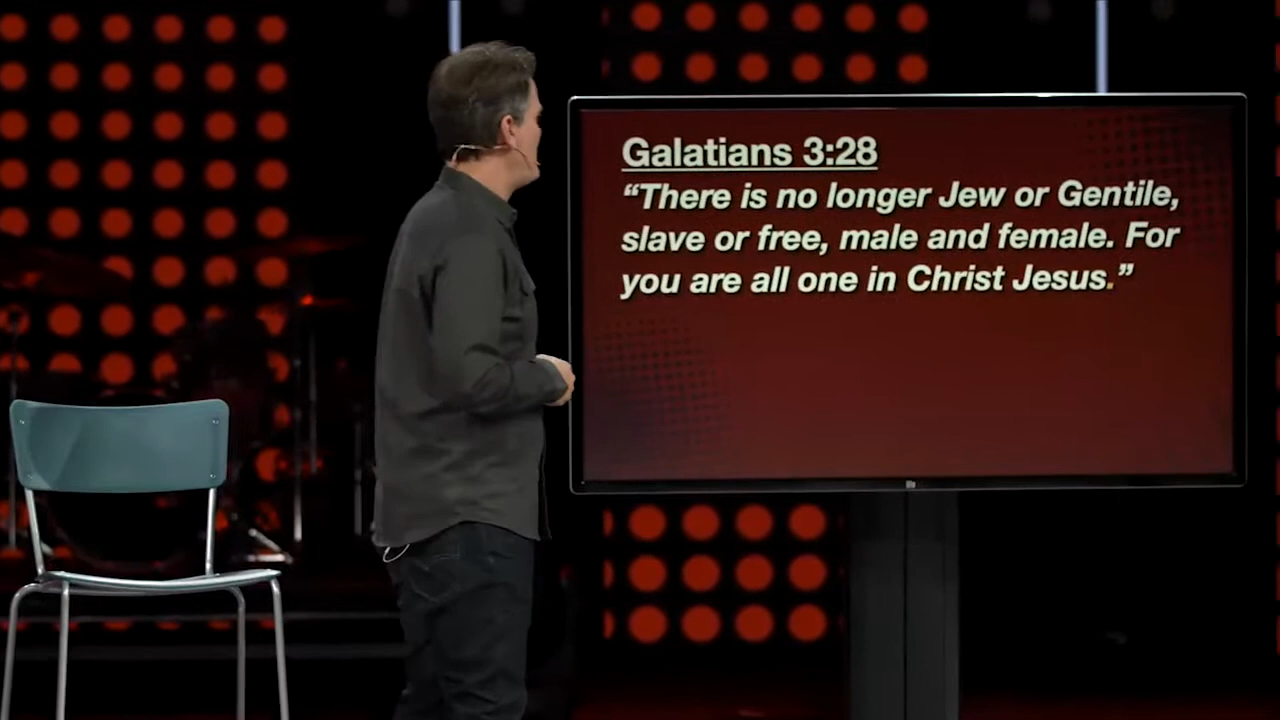 Galatians 3:28
“There is no longer Jew or Gentile,
slave or free, male and female. For
you are all one in Christ Jesus.”